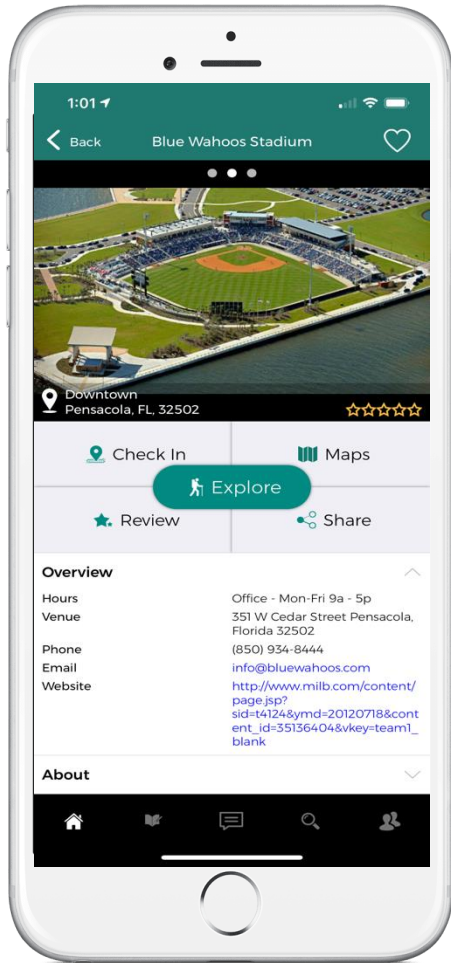 1:01
Back
Blue Wahoos Stadium
Downtown
Pensacola, FL, 32502
Check In
Maps
Explore
Review
Share
Overview
Hours
Office - Mon-Fri 9a - 5p
Venue
351 W Cedar Street Pensacola,
Florida 32502
Phone
(850) 934-8444
Email
info@bluewahoos.com
Website
http://www.milb.com/content/
page.jsp?
sid=t4124&ymd=20120718&cont
ent_id=35136404&vkey=team1_
blank
About